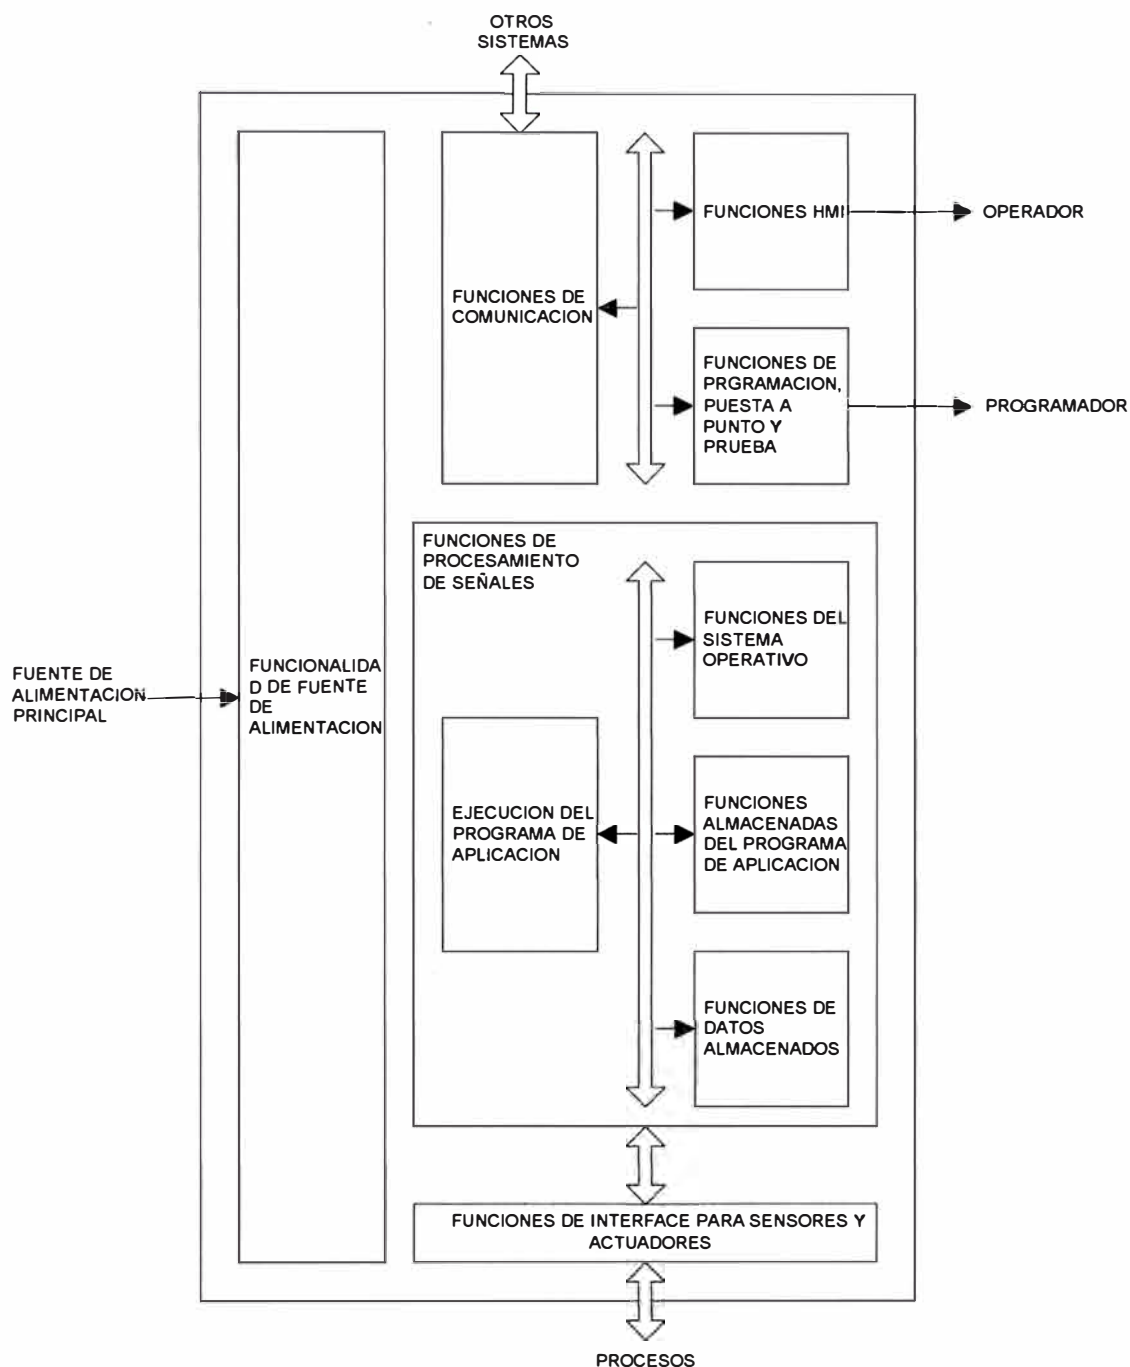 OTROS
SISTEMAS
FUNCIONES HMI
OPERADOR
FUNCIONES DE
COMUNICACION
FUNCIONES DE
PRGRAMACION,
PUESTA A
PUNTO Y
PRUEBA
PROGRAMADOR
FUNCIONES DE
PROCESAMIENTO
DE SEÑALES
FUNCIONES DEL
SISTEMA
OPERATIVO
FUENTE DE
ALIMENTACION
PRINCIPAL
FUNCIONALIDA
D DE FUENTE
DE
ALIMENTACION
EJECUCION DEL
PROGRAMA DE
APLICACION
FUNCIONES
ALMACENADAS
DEL PROGRAMA
DE APLICACION
FUNCIONES DE
DATOS
ALMACENADOS
FUNCIONES DE INTERFACE PARA SENSORES Y
ACTUADORES
PROCESOS